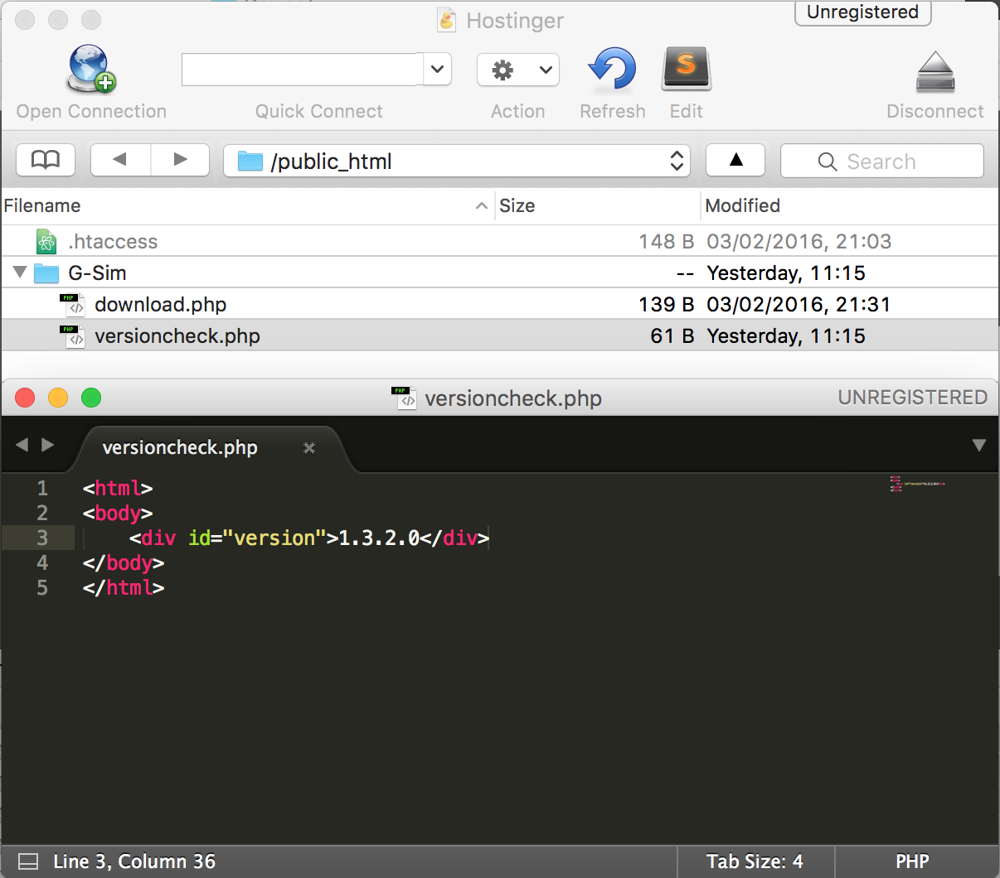 Hostinger
Unregistered
Open Connection
Quick Connect
Action
Refresh
Edit
Disconnect
/public_html
Search
Filename Size Modified
.htaccess 148 B 03/02/2016, 21:03
G-Sim -- Yesterday, 11:15
download.php 139 B 03/02/2016, 21:31
versioncheck.php 61 B Yesterday, 11:15
versioncheck.php
UNREGISTERED
versioncheck.php
1 <html>
2 <body>
3 <div id="version">1.3.2.0</div>
4 </body>
5 </html>
Line 3, Column 36
Tab Size: 4
PHP